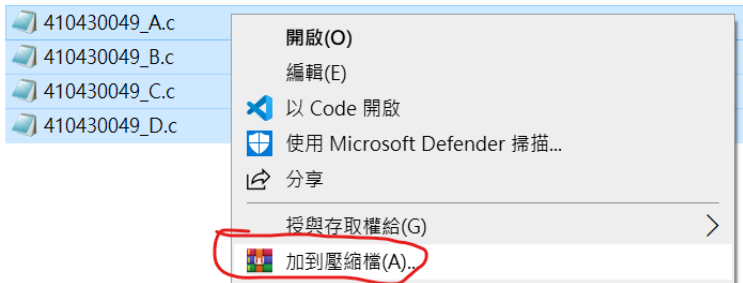 410430049_A.c
410430049_B.c
410430049_C.c
410430049_D.c
開啟(O)
編輯(E)
以 Code 開啟
使用 Microsoft Defender 掃描...
分享
授與存取權給(G)
加到壓縮檔(A)...